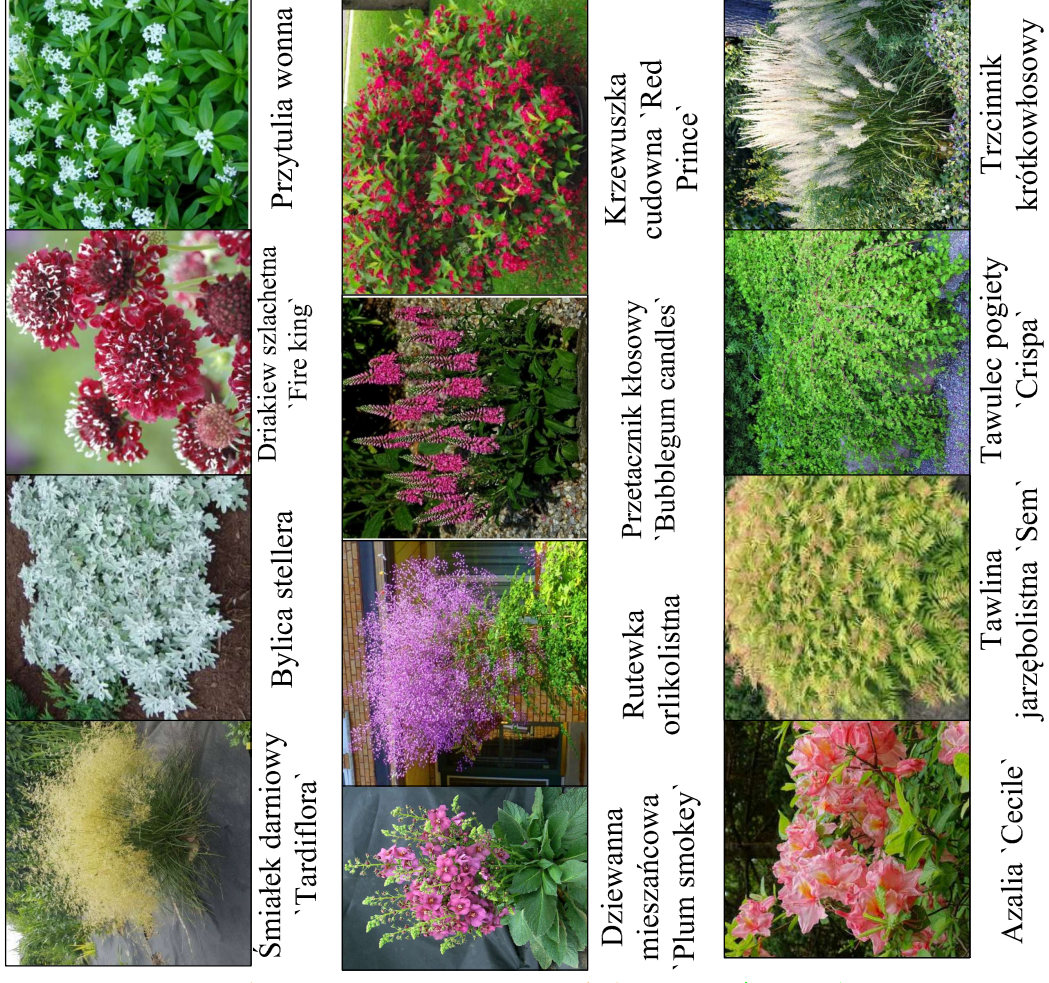 Śmiałek darniowy
`Tardiflora`
Bylica stellera
Driakiew szlachetna
`Fire king`
Przytulia wonna
Dziewanna
mieszańcowa
`Plum smokey`
Rutewka
orlikolistna
Przetacznik kłosowy
`Bubblegum candles`
Krzewuszka
cudowna `Red
Prince`
Azalia `Cecile`
Tawlina
jarzębolistna `Sem`
Tawulec pogiety
`Crispa`
Trzcinnik
krótkowłosowy